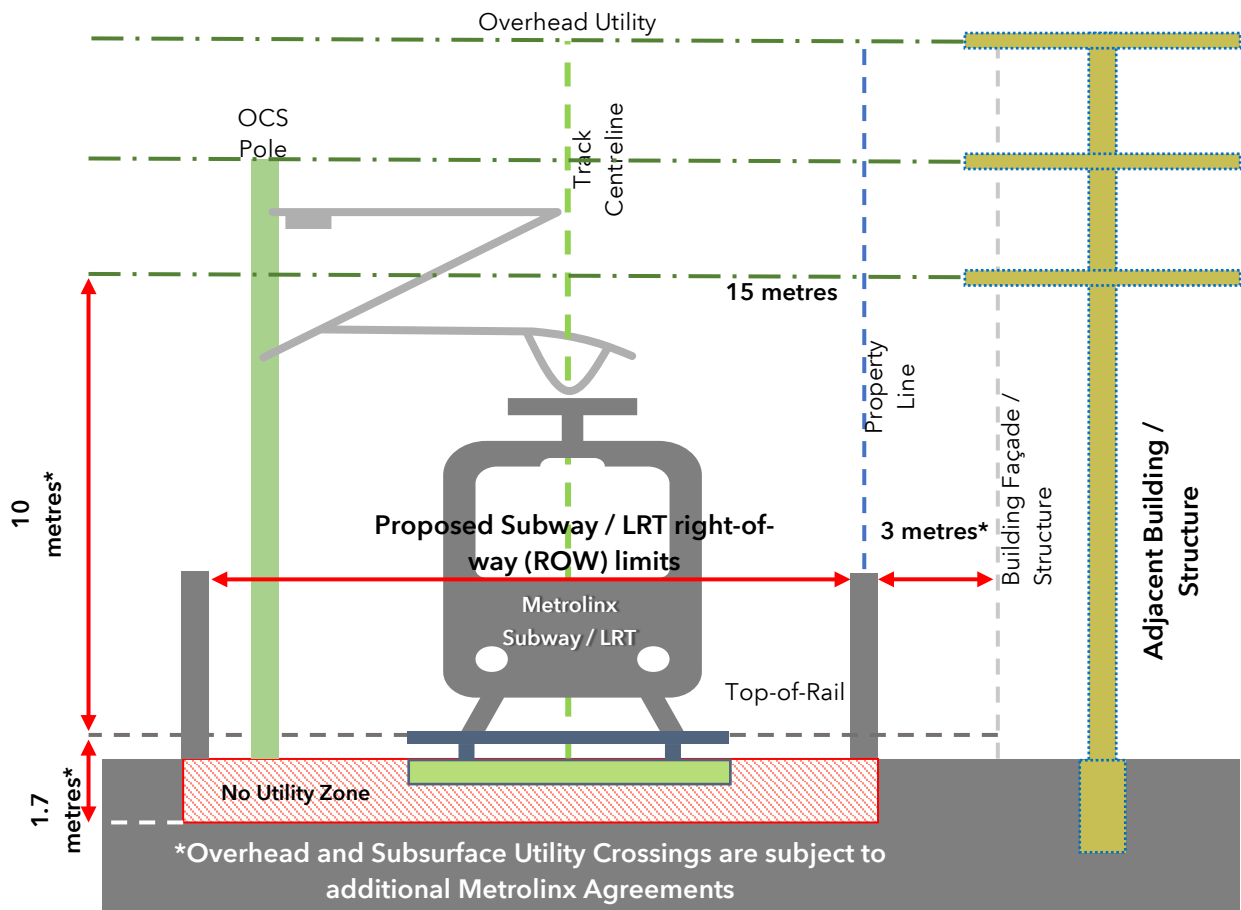 Overhead Utility
OCS
Pole
Track
Centreline
15 metres
Property
Line
10
metres*
Proposed Subway / LRT right-of-
way (ROW) limits
3 metres*
Building Façade /
Structure
Adjacent Building /
Structure
Metrolinx
Subway / LRT
Top-of-Rail
1.7
metres*
No Utility Zone
*Overhead and Subsurface Utility Crossings are subject to
additional Metrolinx Agreements